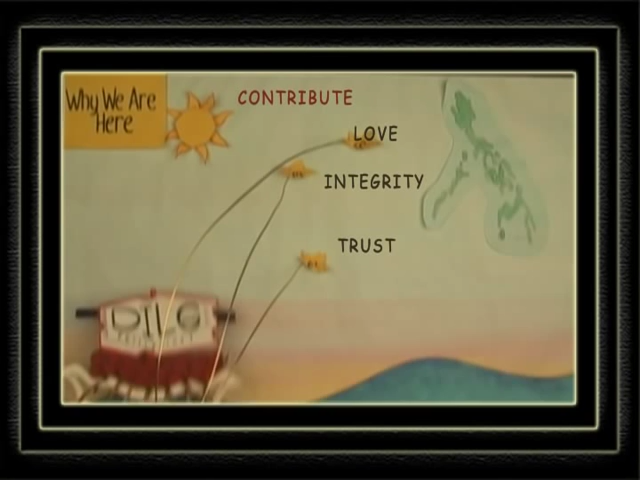 Why We Are
Here
CONTRIBUTE
LOVE
INTEGRITY
TRUST